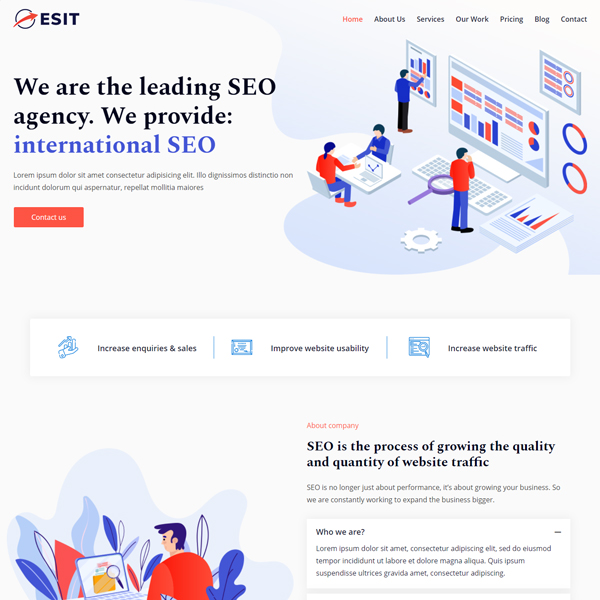 ESIT
Home About Us Services Our Work Pricing Blog Contact
We are the leading SEO
agency. We provide:
international SEO
Lorem ipsum dolor sit amet consectetur adipisicing elit. Illo dignissimos distinctio non
incidunt dolorum qui aspernatur, repellat mollitia maiores
Contact us
Increase enquiries & sales
Improve website usability
Increase website traffic
About company
SEO is the process of growing the quality
and quantity of website traffic
SEO is no longer just about performance, it's about growing your business. So
we are constantly working to expand the business bigger.
Who we are?
Lorem ipsum dolor sit amet, consectetur adipiscing elit, sed do eiusmod
tempor incididunt ut labore et dolore magna aliqua. Quis ipsum
suspendisse ultrices gravida amet, consectetur adipiscing.